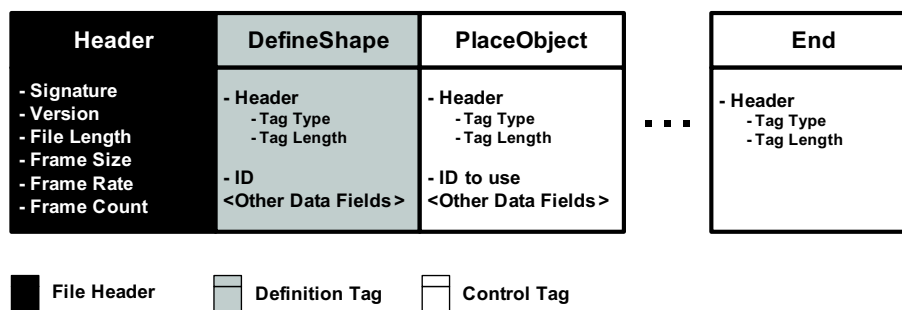 Header
- Signature
- Version
- File Length
- Frame Size
- Frame Rate
- Frame Count
DefineShape
- Header
- Tag Type
- Tag Length
- ID
<Other Data Fields>
PlaceObject
- Header
- Tag Type
- Tag Length
- ID to use
<Other Data Fields>
...
End
- Header
- Tag Type
- Tag Length
File Header
Definition Tag
Control Tag